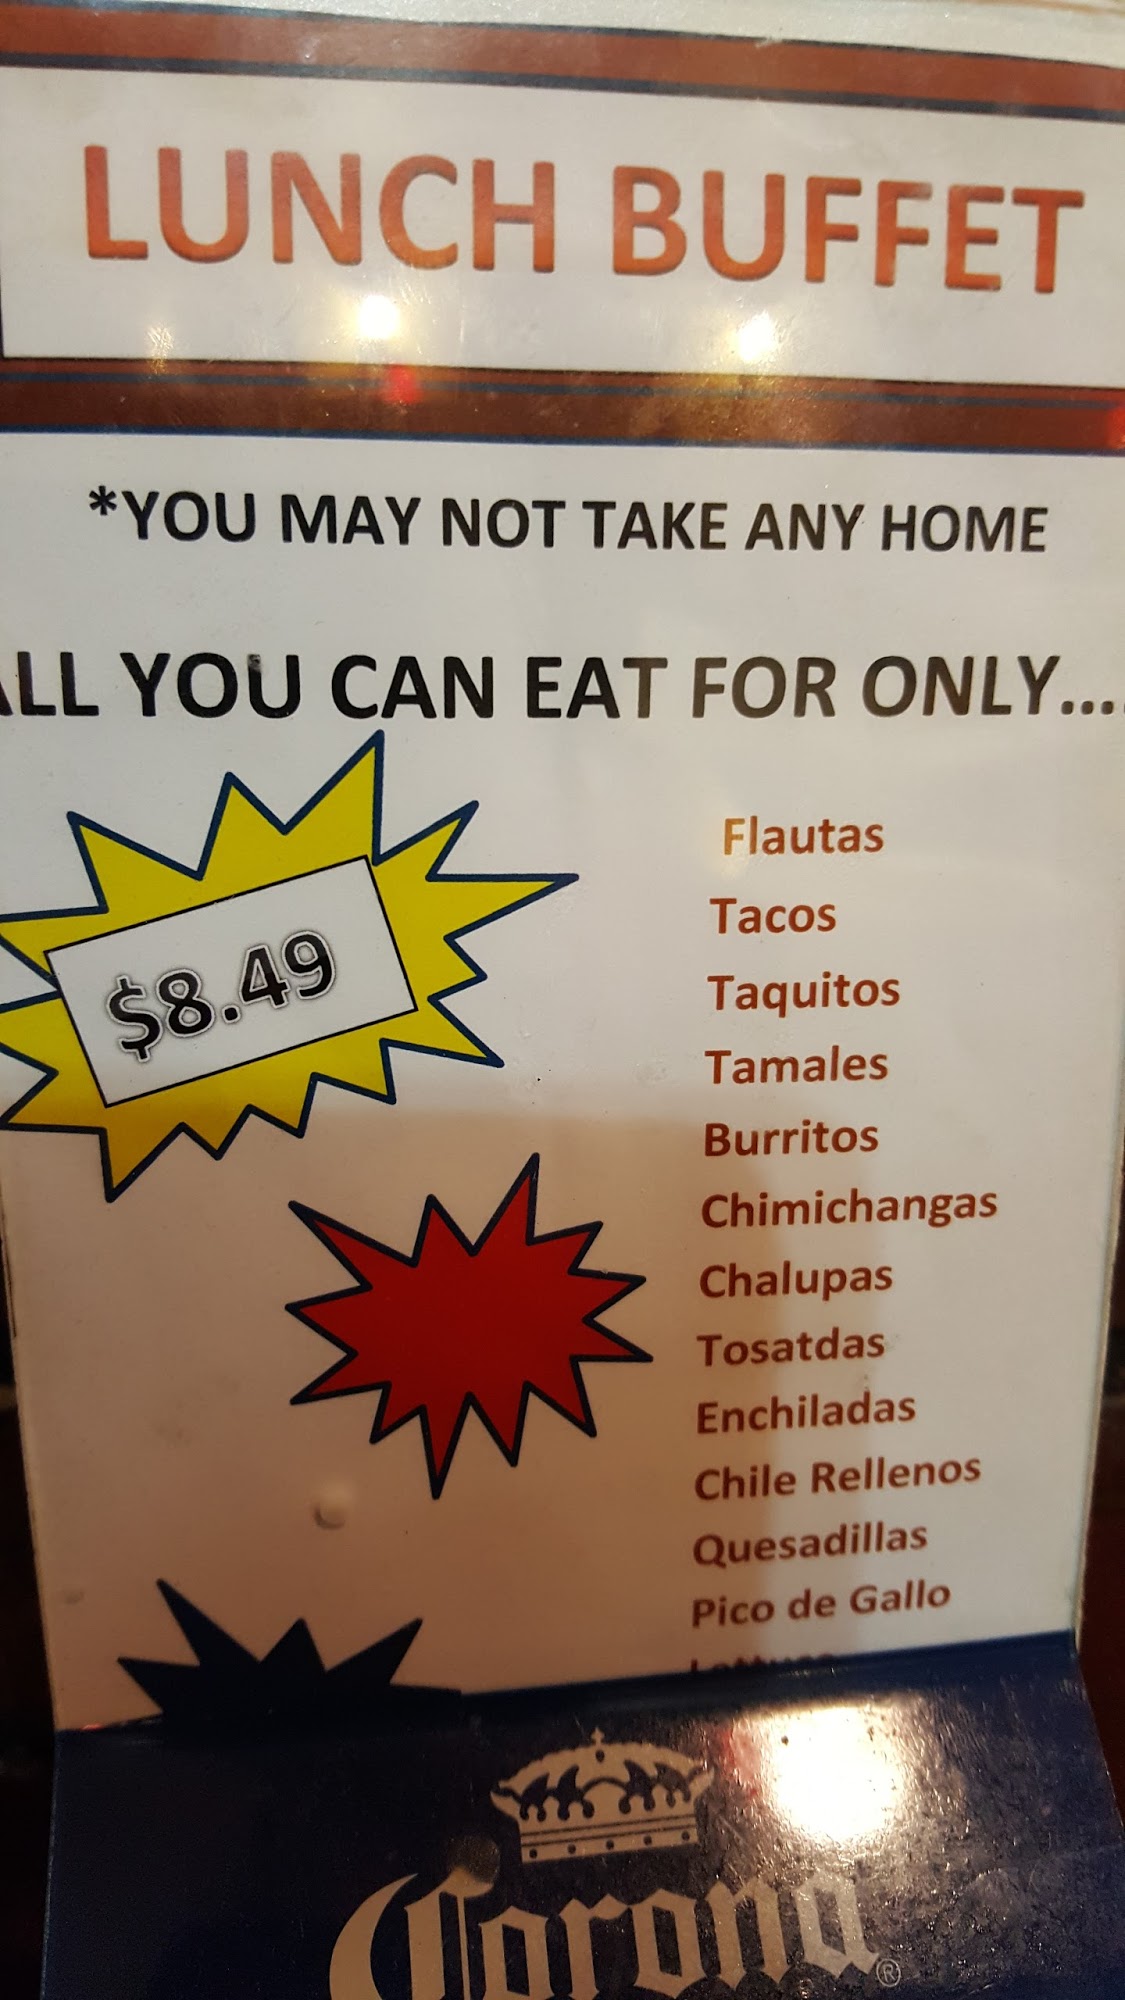 LUNCH BUFFET
*YOU MAY NOT TAKE ANY HOME
ALL YOU CAN EAT FOR ONLY....
$8.49
Flautas
Tacos
Taquitos
Tamales
Burritos
Chimichangas
Chalupas
Tosatdas
Enchiladas
Chile Rellenos
Quesadillas
Pico de Gallo
Corona®